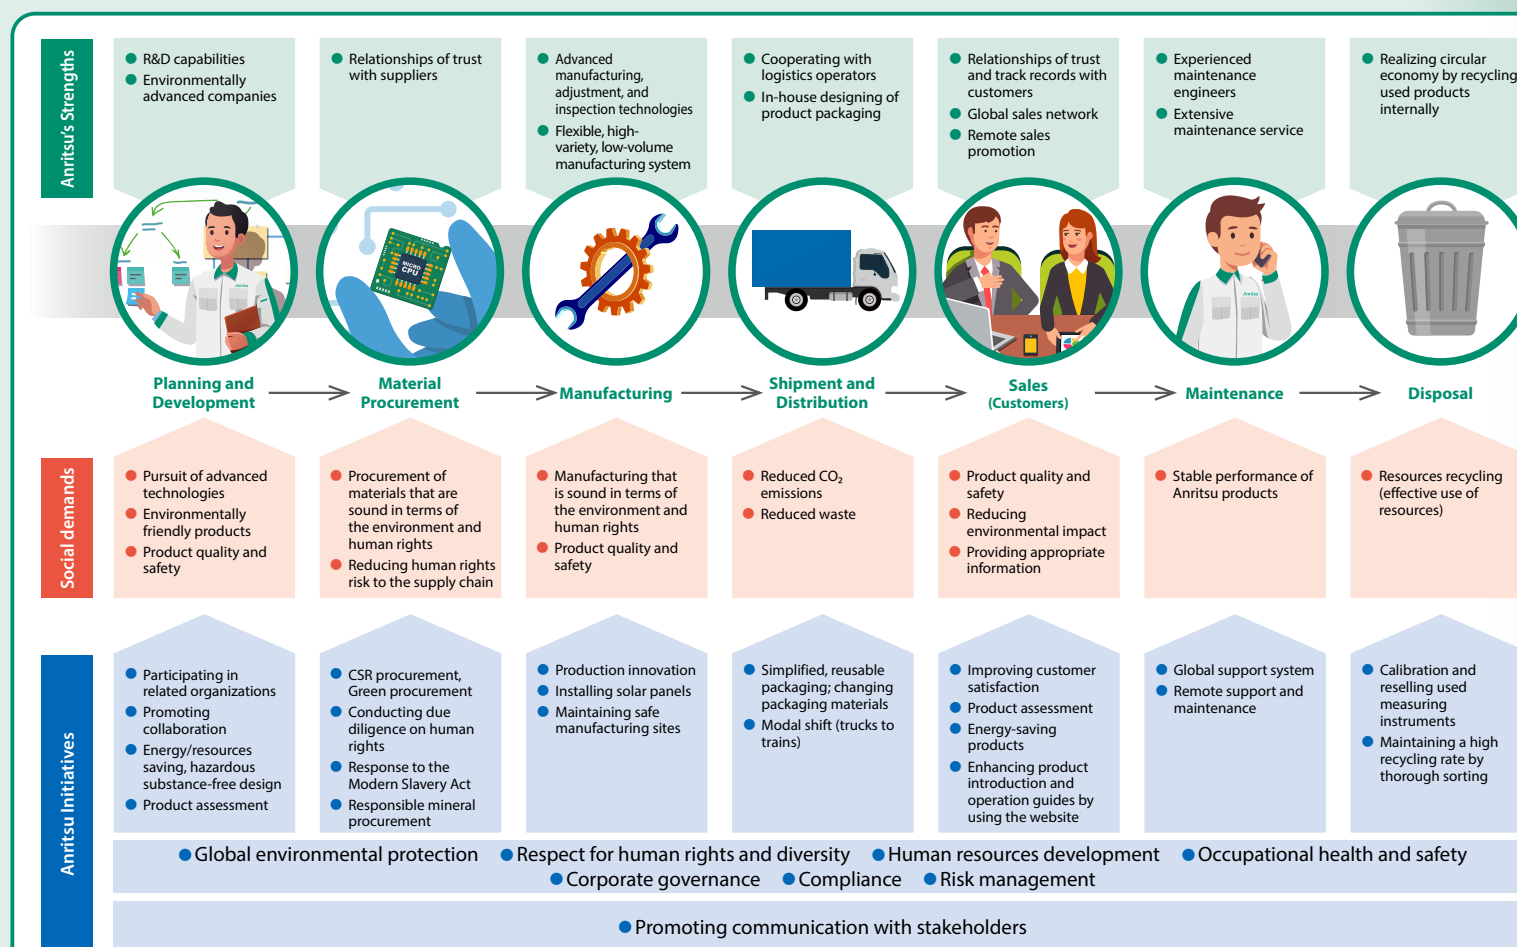 Anritsu's Strengths
R&D capabilities
Environmentally
advanced companies
Relationships of trust
with suppliers
Advanced
manufacturing,
adjustment, and
inspection technologies
Flexible, high-
variety, low-volume
manufacturing system
Cooperating with
logistics operators
In-house designing of
product packaging
Relationships of trust
and track records with
customers
Global sales network
Remote sales
promotion
Experienced
maintenance
engineers
Extensive
maintenance service
Realizing circular
economy by recycling
used products
internally
Anritsu
MICRO
CPU
Anritsu
Planning and
Development
Material
Procurement
Manufacturing
Shipment and
Distribution
Sales
(Customers)
Maintenance
Disposal
Social demands
Pursuit of advanced
technologies
Environmentally
friendly products
Product quality and
safety
Procurement of
materials that are
sound in terms of
the environment and
human rights
Reducing human rights
risk to the supply chain
Manufacturing that
is sound in terms of
the environment and
human rights
Product quality and
safety
Reduced CO₂
emissions
Reduced waste
Product quality and
safety
Reducing
environmental impact
Providing appropriate
information
Stable performance of
Anritsu products
Resources recycling
(effective use of
resources)
Anritsu Initiatives
Participating in
related organizations
Promoting
collaboration
Energy/resources
saving, hazardous
substance-free design
Product assessment
CSR procurement,
Green procurement
Conducting due
diligence on human
rights
Response to the
Modern Slavery Act
Responsible mineral
procurement
Production innovation
Installing solar panels
Maintaining safe
manufacturing sites
Simplified, reusable
packaging; changing
packaging materials
Modal shift (trucks to
trains)
Improving customer
satisfaction
Product assessment
Energy-saving
products
Enhancing product
introduction and
operation guides by
using the website
Global support system
Remote support and
maintenance
Calibration and
reselling used
measuring
instruments
Maintaining a high
recycling rate by
thorough sorting
Global environmental protection Respect for human rights and diversity Human resources development Occupational health and safety
Corporate governance Compliance Risk management
Promoting communication with stakeholders